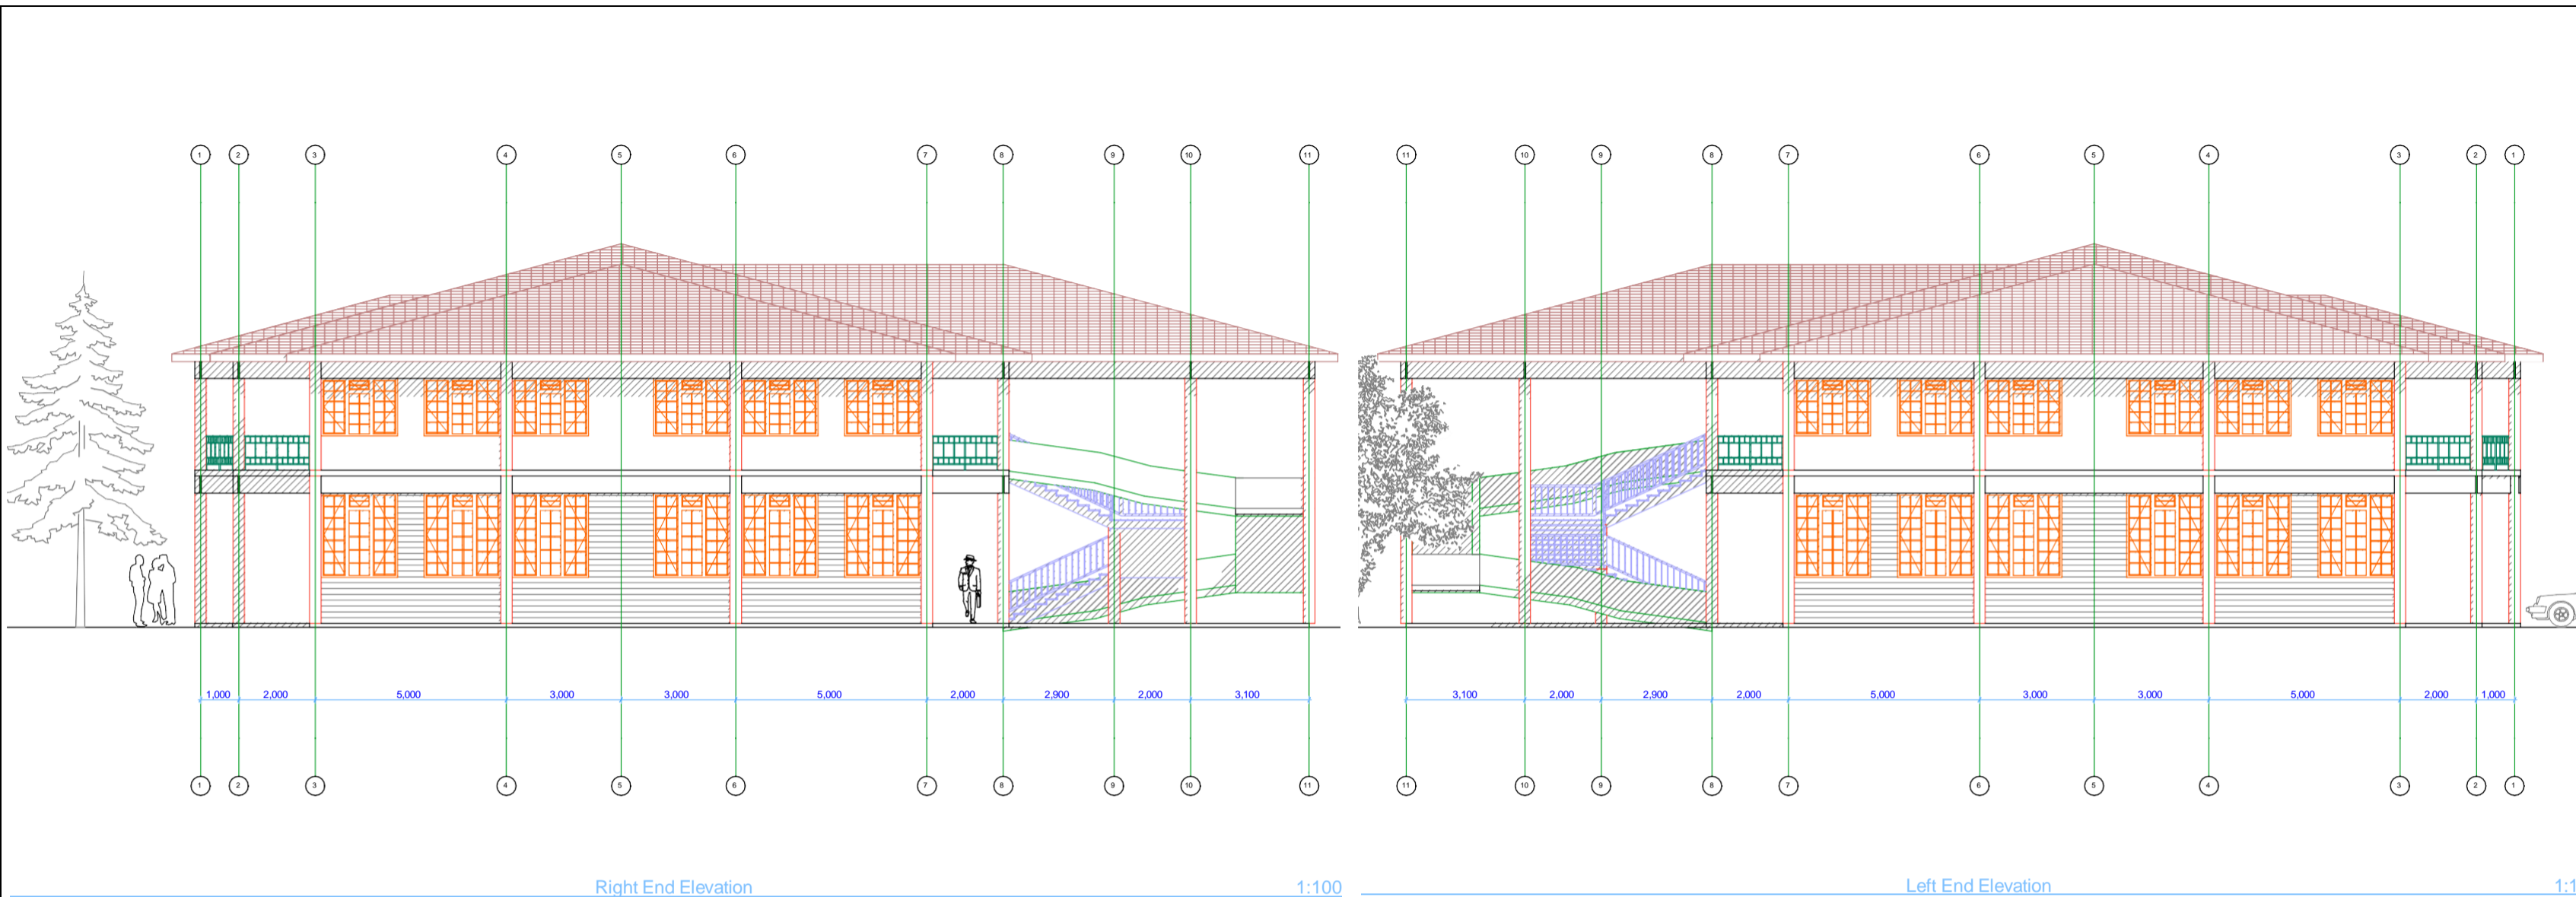 1 2 3 4 5 6 7 8 9 10 11
11 10 9 8 7 6 5 4 3 2 1
1,000 2,000 5,000 3,000 3,000 5,000 2,000 2,900 2,000 3,100
3,100 2,000 2,900 2,000 5,000 3,000 3,000 5,000 2,000 1,000
1 2 3 4 5 6 7 8 9 10 11
11 10 9 8 7 6 5 4 3 2 1
Right End Elevation 1:100
Left End Elevation 1:1